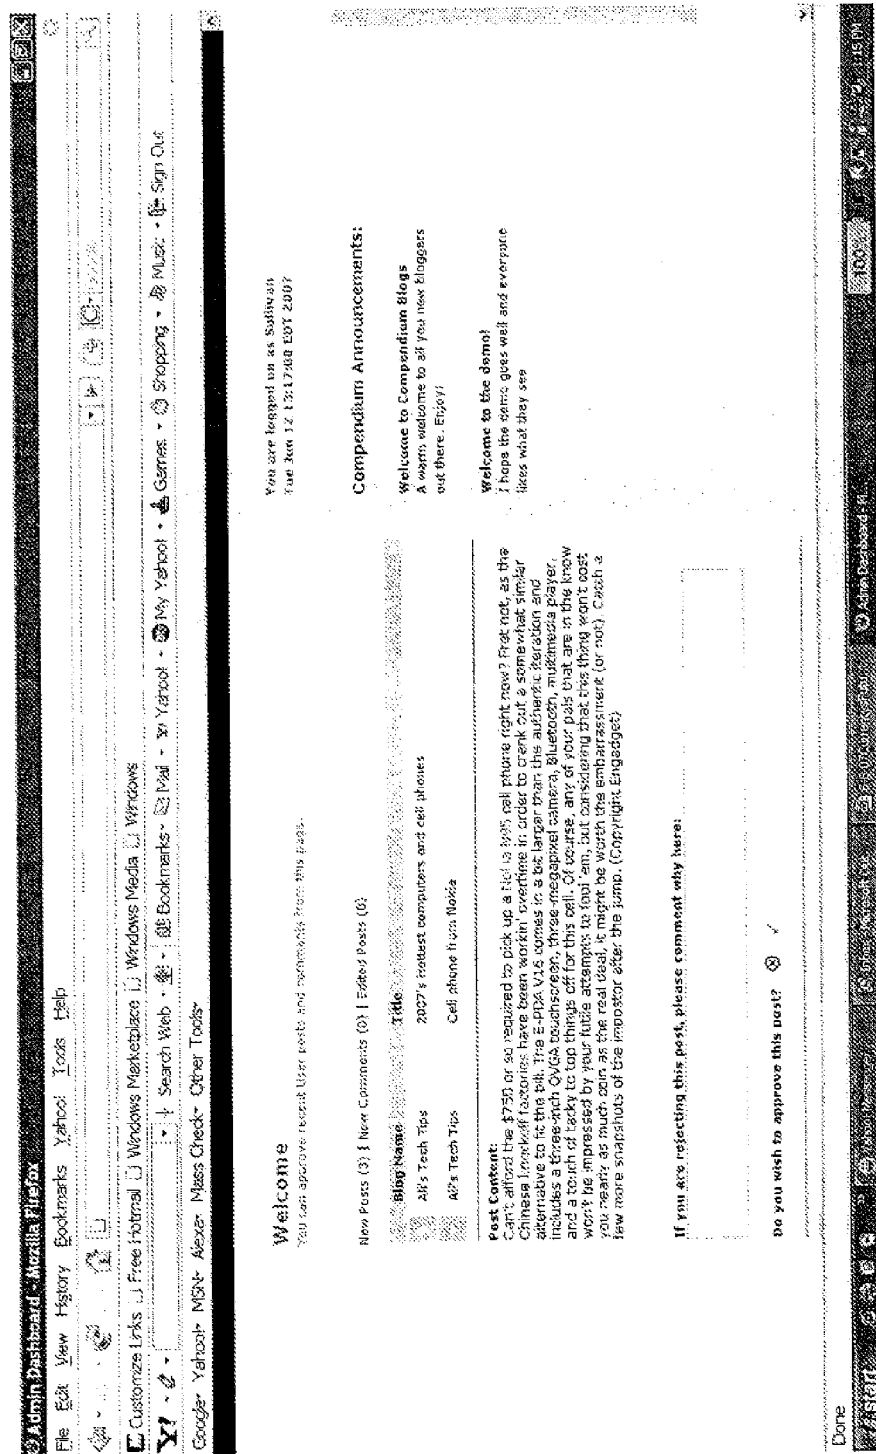 Admin Dashboard - Mozilla Firefox
File Edit View History Bookmarks Yahoo! Tools Help
Customize Links Free Hotmail Windows Marketplace Windows Media Windows
Y! Search Web Bookmarks Mail My Yahoo! Games Shopping Music Sign Out
Google Yahoo! MSN Alexa Mass Check Other Tools
Welcome
You can approve recent User posts and comments from this page.
You are logged on as Sullivan
Tue Jun 12 13:17:08 EDT 2007
New Posts (3) | New Comments (0) | Edited Posts (0)
Blog Name Title
Ali's Tech Tips 2007's Hottest computers and cell phones
Ali's Tech Tips Cell phone from Nokia
Post Content:
Can't afford the $750 or so required to pick up a Nokia N95 cell phone right now? Fret not, as the
Chinese knockoff factories have been workin' overtime in order to crank out a somewhat similar
alternative to fit the bill. The E-PDA V16 comes in a bit larger than the authentic iteration and
includes a three-inch QVGA touchscreen, three-megapixel camera, Bluetooth, multimedia player,
and a touch of tacky to top things off for this cell. Of course, any of your pals that are in the know
won't be impressed by your futile attempts to fool 'em, but considering that this thing won't cost
you nearly as much coin as the real deal, it might be worth the embarrassment (or not). Catch a
few more snapshots of the impostor after the jump. (Copyright Engadget)
If you are rejecting this post, please comment why here:
Do you wish to approve this post?
Compendium Announcements:
Welcome to Compendium Blogs
A warm welcome to all you new Bloggers
out there. Enjoy!
Welcome to the demo!
I hope the demo goes well and everyone
likes what they see
Done
start
Admin Dashboard - M...
100